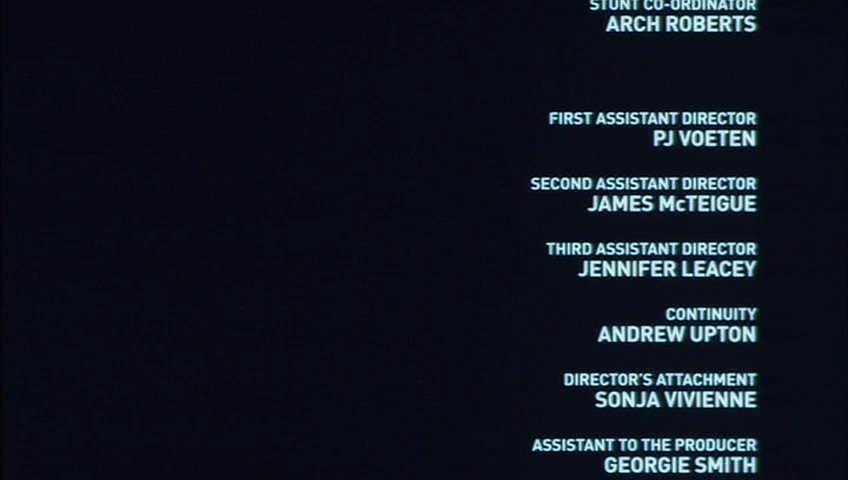 STUNT CO-ORDINATOR
ARCH ROBERTS
FIRST ASSISTANT DIRECTOR
PJ VOETEN
SECOND ASSISTANT DIRECTOR
JAMES McTEIGUE
THIRD ASSISTANT DIRECTOR
JENNIFER LEACEY
CONTINUITY
ANDREW UPTON
DIRECTOR'S ATTACHMENT
SONJA VIVIENNE
ASSISTANT TO THE PRODUCER
GEORGIE SMITH